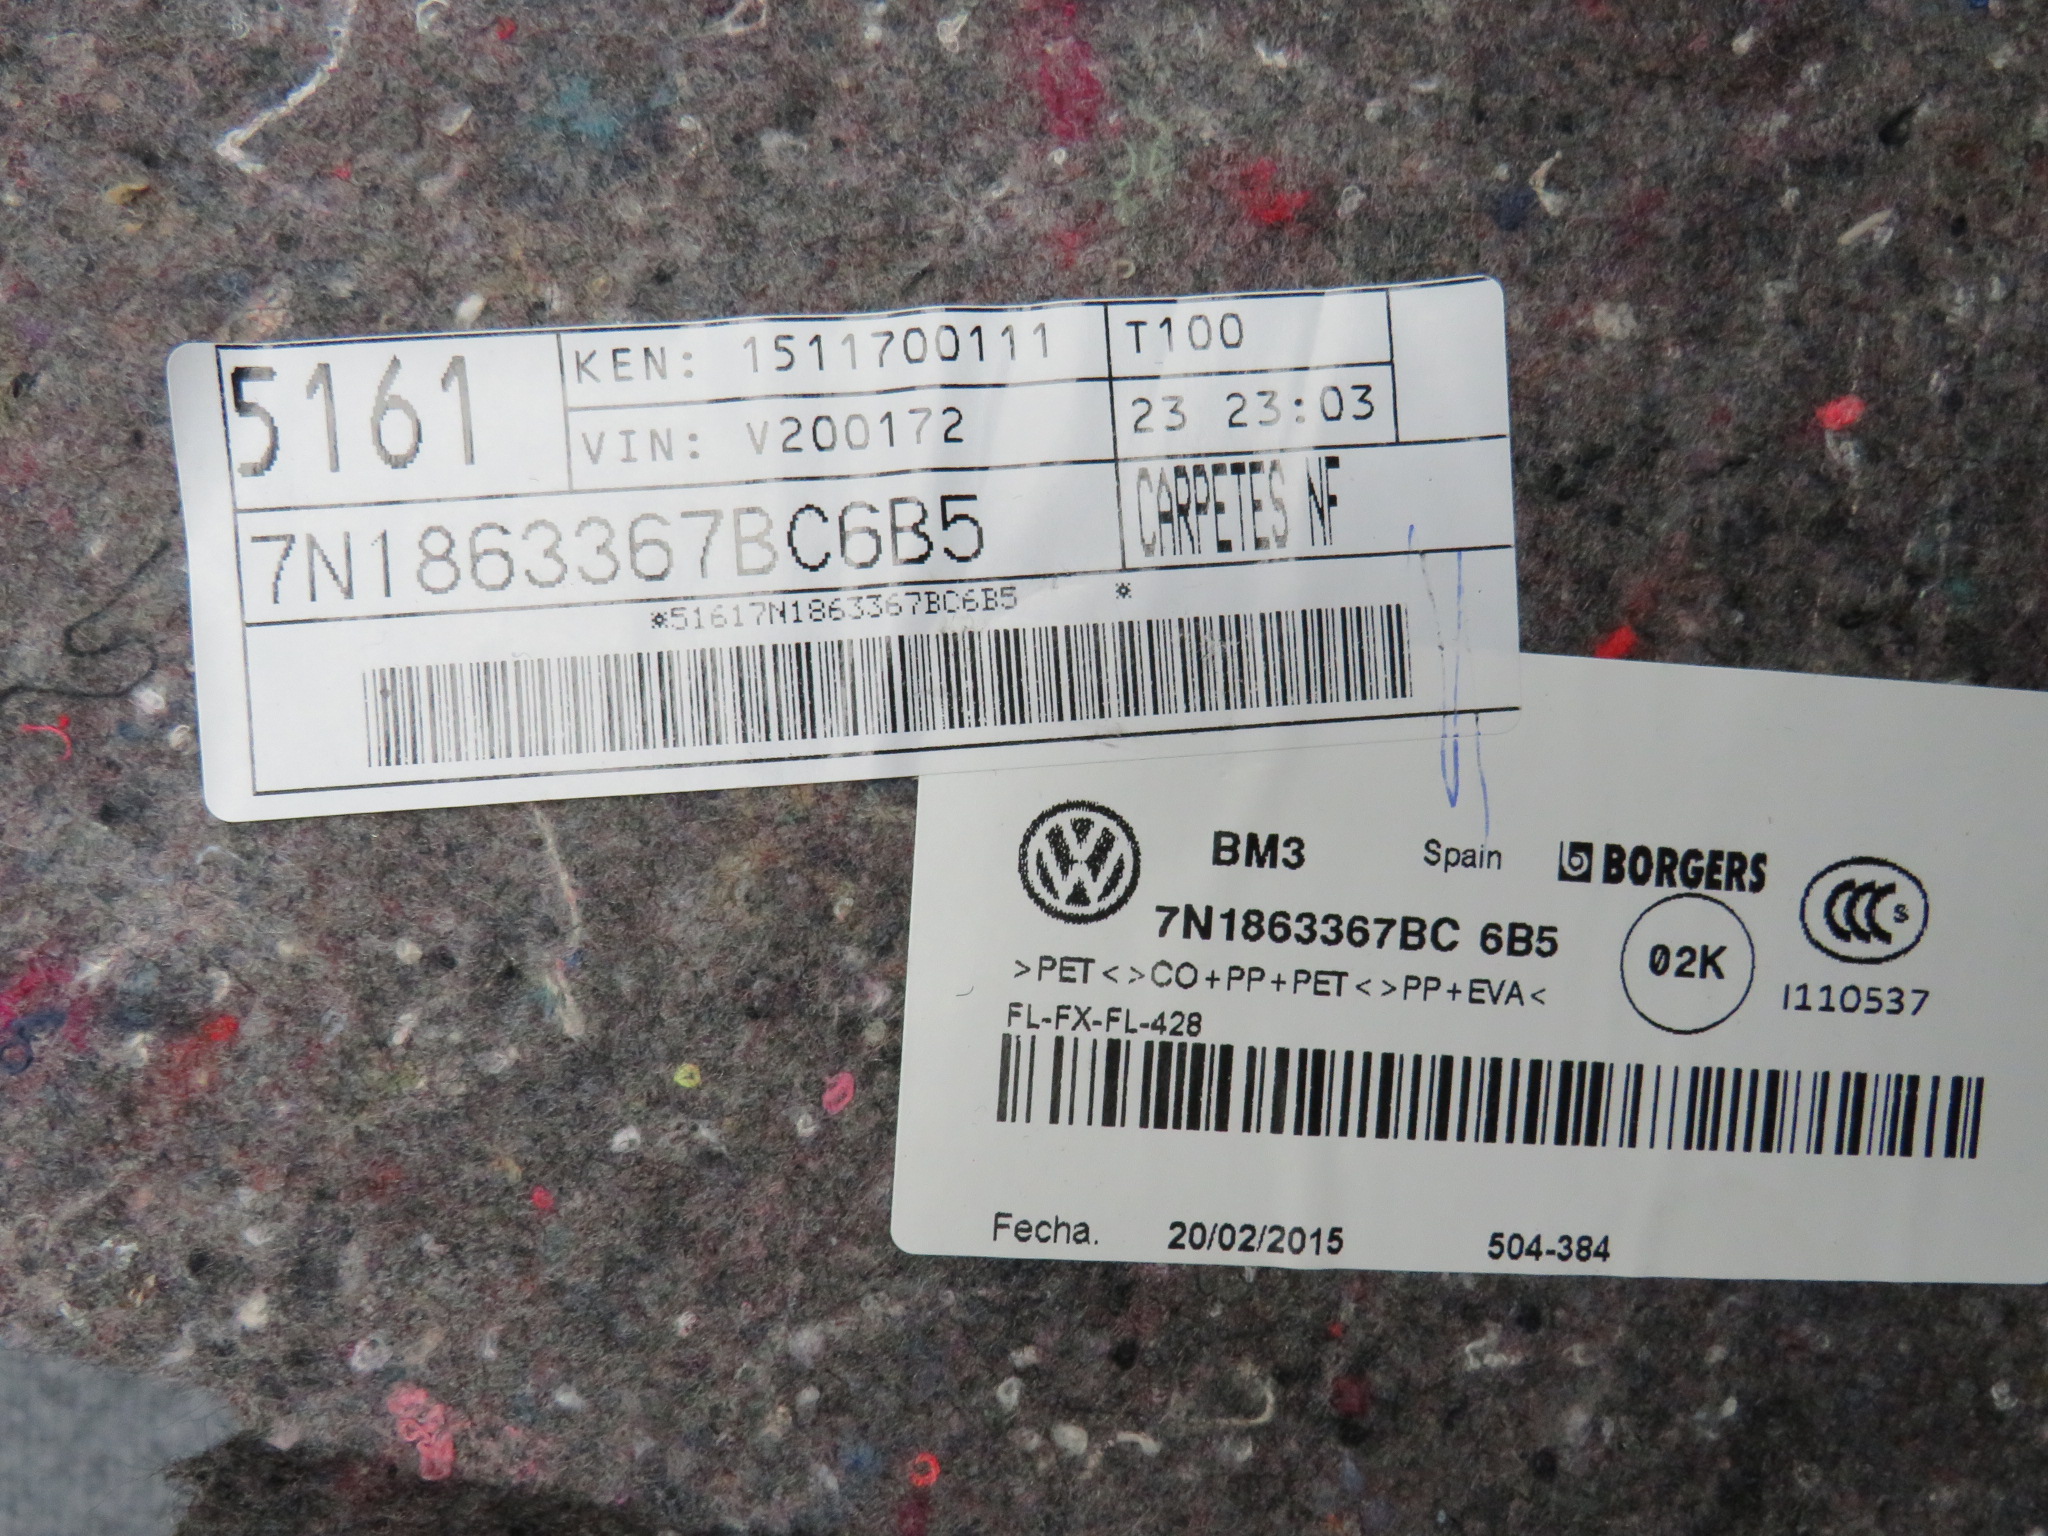 5161 KEN: 1511700111 T100
VIN: V200172 23 23:03
7N1863367BC6B5 CARPETES NF
*51617N1863367BC6B5 *
BM3 Spain BORGERS
7N1863367BC 6B5 02K CCC S
>PET<>CO+PP+PET<>PP+EVA< I110537
FL-FX-FL-428
Fecha. 20/02/2015 504-384